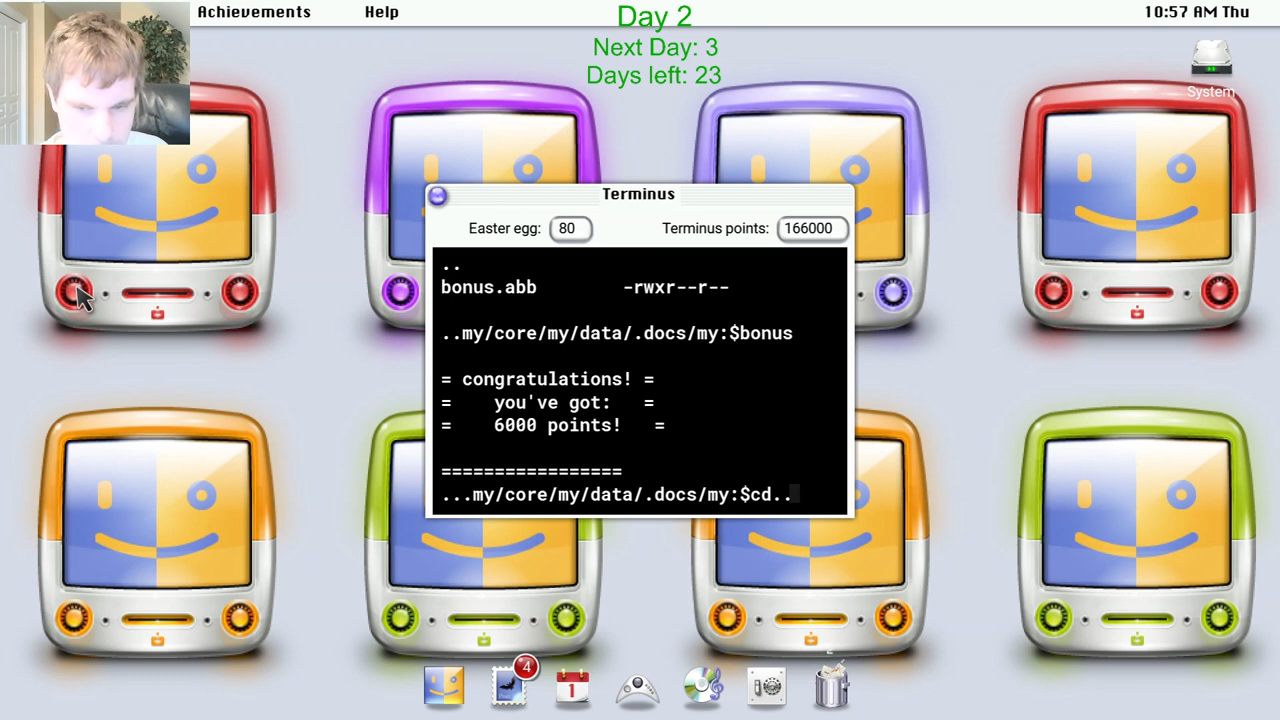 Achievements Help
Day 2
10:57 AM Thu
Next Day: 3
Days left: 23
System
Terminus
Easter egg: 80 Terminus points: 166000
..
bonus.abb -rwxr--r--
..my/core/my/data/.docs/my:$bonus
= congratulations! =
= you've got: =
= 6000 points! =
=================
...my/core/my/data/.docs/my:$cd..
4
1